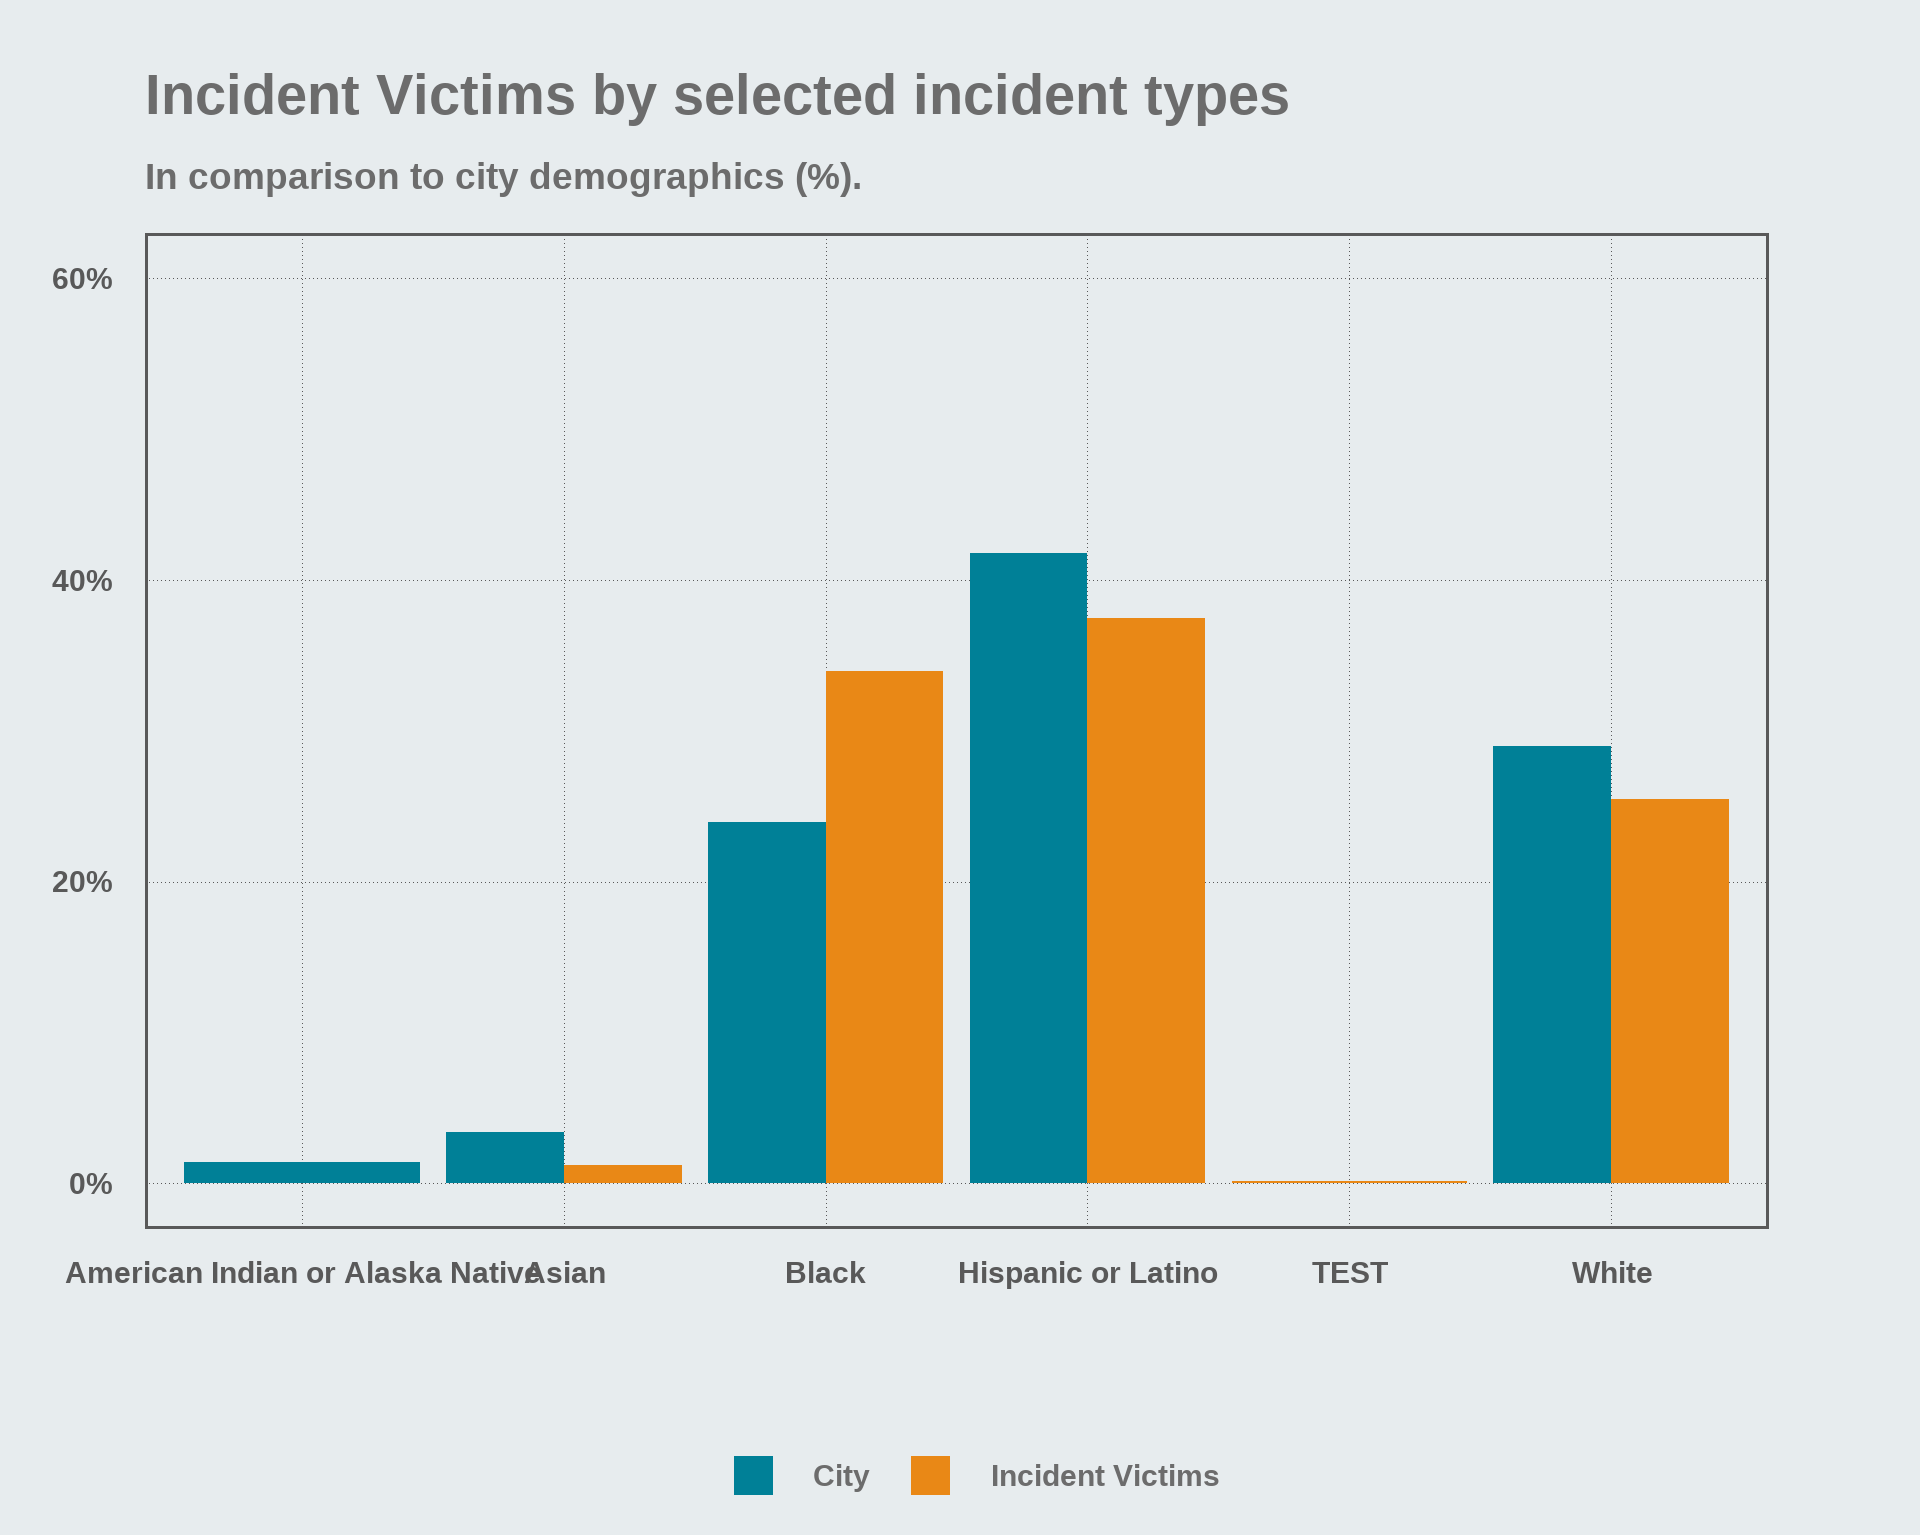 Incident Victims by selected incident types
In comparison to city demographics (%).
60%
40%
20%
0%
American Indian or Alaska Native
Asian
Black
Hispanic or Latino
TEST
White
City
Incident Victims